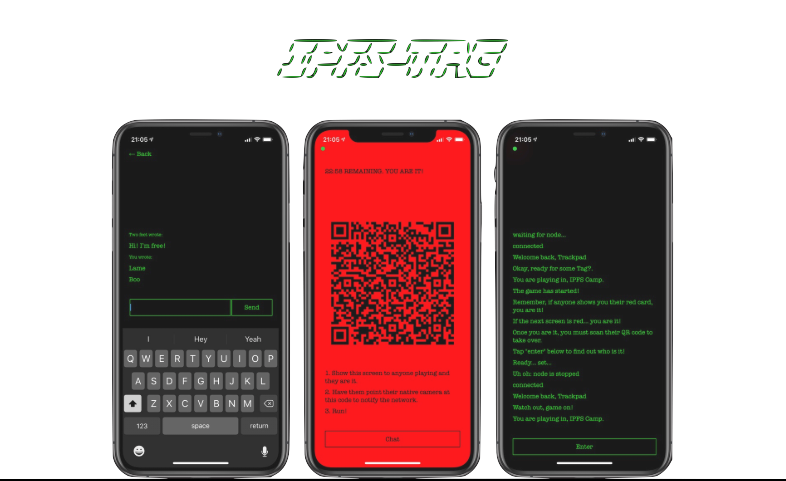 IPFS-TAG
21:05
← Back
Two feet wrote:
Hi! I'm free!
You wrote:
Lame
Boo
Send
I Hey Yeah
Q W E R T Y U I O P
A S D F G H J K L
Z X C V B N M
123 space return
21:05
22:58 REMAINING, YOU ARE IT!
1. Show this screen to anyone playing and
they are it.
2. Have them point their native camera at
this code to notify the network.
3. Run!
Chat
21:05
waiting for node...
connected
Welcome back, Trackpad
Okay, ready for some Tag?.
You are playing in, IPFS Camp.
The game has started!
Remember, if anyone shows you their red card,
you are it!
If the next screen is red... you are it!
Once you are it, you must scan their QR code to
take over.
Tap "enter" below to find out who is it!
Ready... set...
Uh oh: node is stopped
connected
Welcome back, Trackpad
Watch out, game on!
You are playing in, IPFS Camp.
Enter